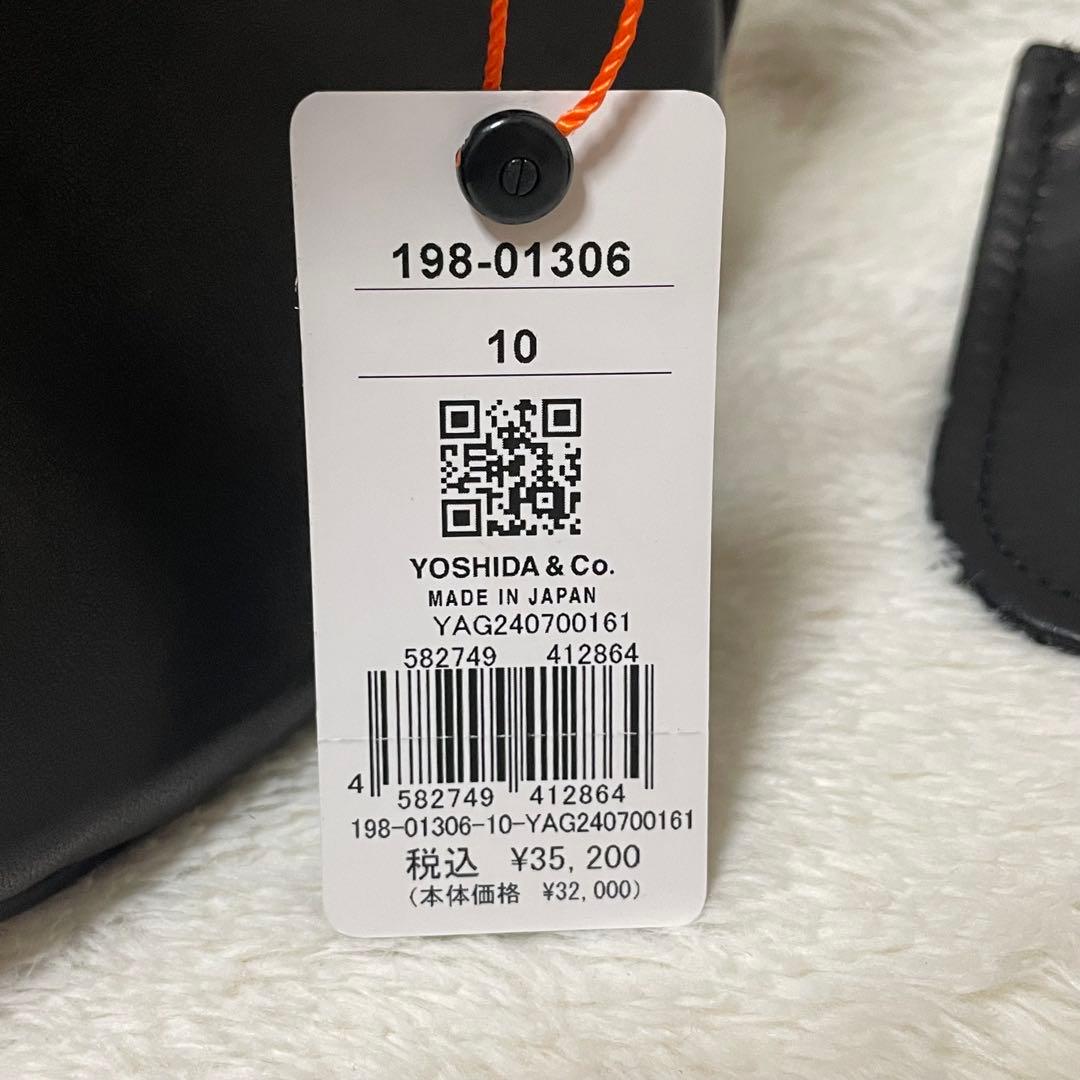 198-01306
10
YOSHIDA & Co.
MADE IN JAPAN
YAG240700161
582749 412864
4 582749 412864
198-01306-10-YAG240700161
税込 ¥35,200
(本体価格 ¥32,000)